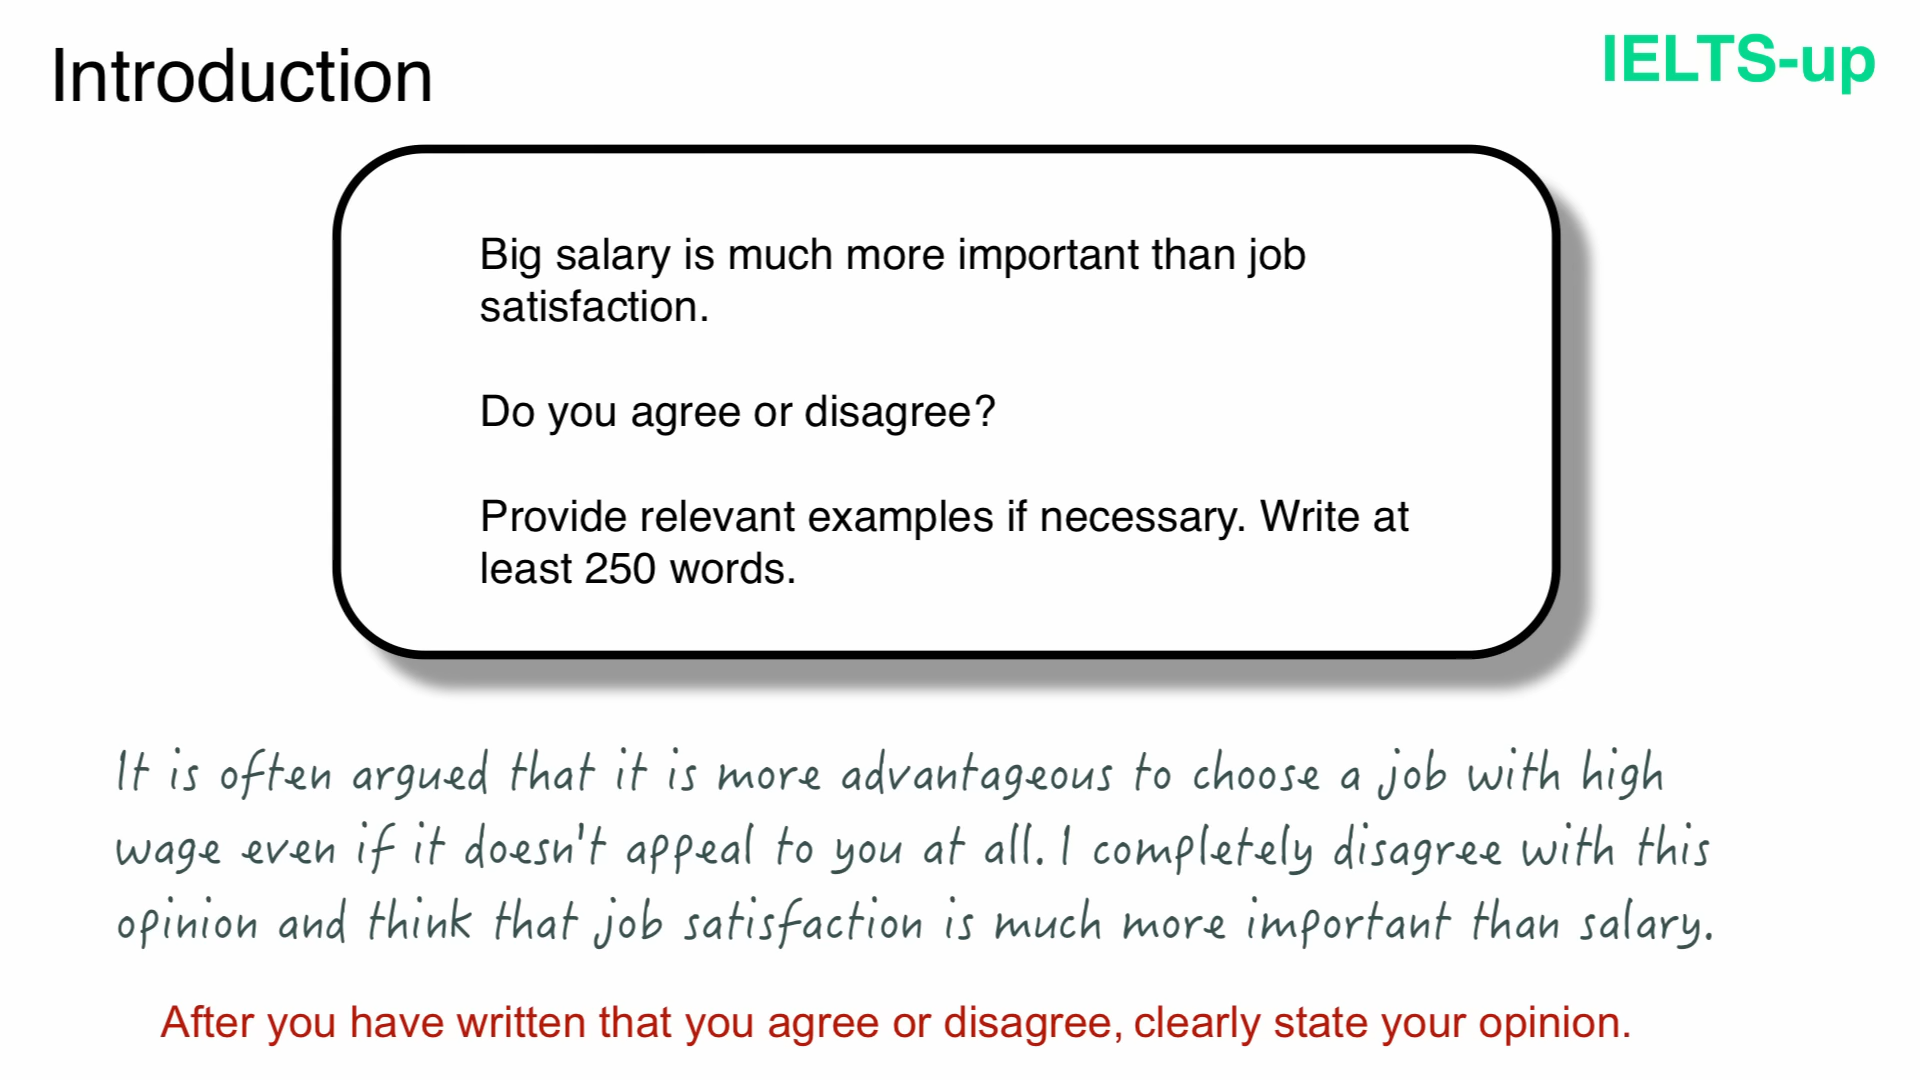 Introduction
IELTS-up
Big salary is much more important than job
satisfaction.
Do you agree or disagree?
Provide relevant examples if necessary. Write at
least 250 words.
It is often argued that it is more advantageous to choose a job with high
wage even if it doesn't appeal to you at all. I completely disagree with this
opinion and think that job satisfaction is much more important than salary.
After you have written that you agree or disagree, clearly state your opinion.